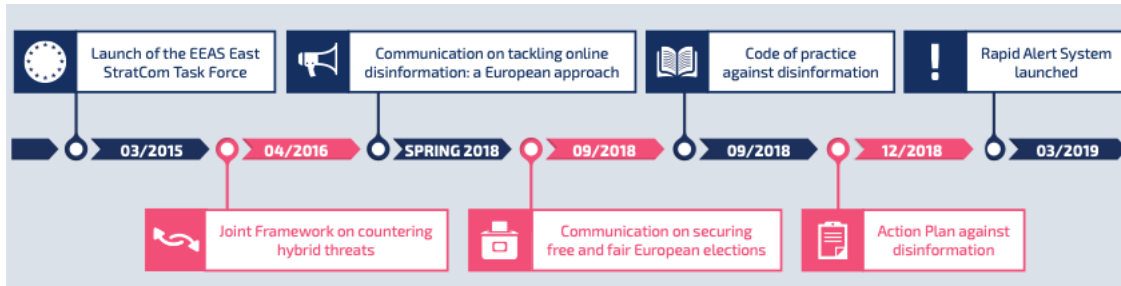 Launch of the EEAS East
StratCom Task Force
Communication on tackling online
disinformation: a European approach
Code of practice
against disinformation
Rapid Alert System
launched
03/2015
04/2016
SPRING 2018
09/2018
09/2018
12/2018
03/2019
Joint Framework on countering
hybrid threats
Communication on securing
free and fair European elections
Action Plan against
disinformation